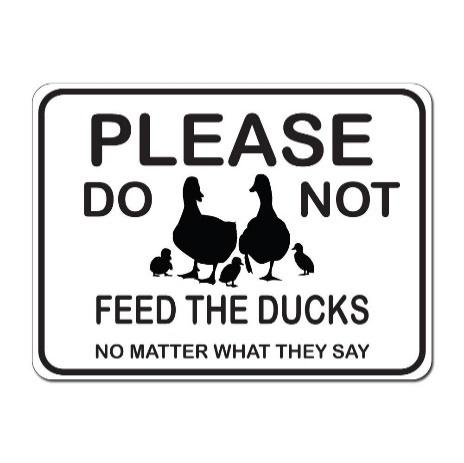 PLEASE
DO NOT
FEED THE DUCKS
NO MATTER WHAT THEY SAY